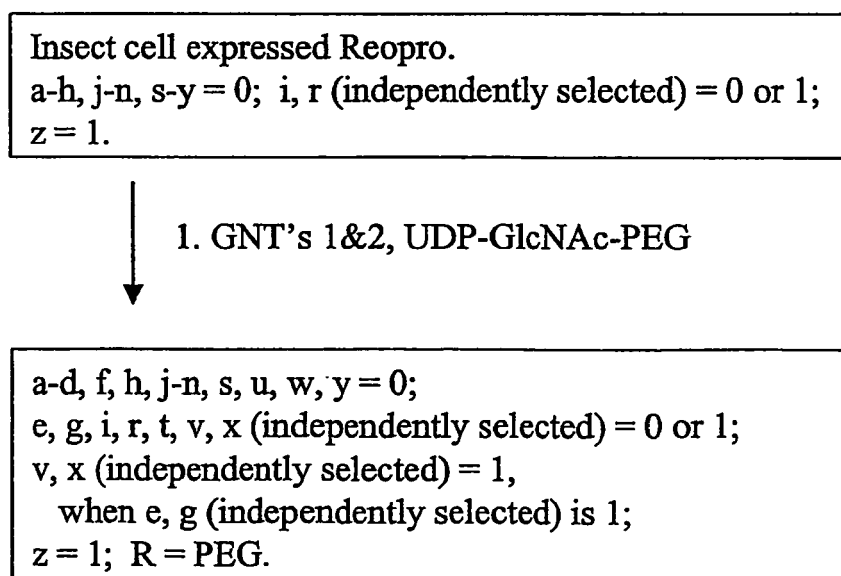 Insect cell expressed Reopro.
a-h, j-n, s-y = 0; i, r (independently selected) = 0 or 1;
z = 1.
1. GNT's 1&2, UDP-GlcNAc-PEG
a-d, f, h, j-n, s, u, w, y = 0;
e, g, i, r, t, v, x (independently selected) = 0 or 1;
v, x (independently selected) = 1,
when e, g (independently selected) is 1;
z = 1; R = PEG.